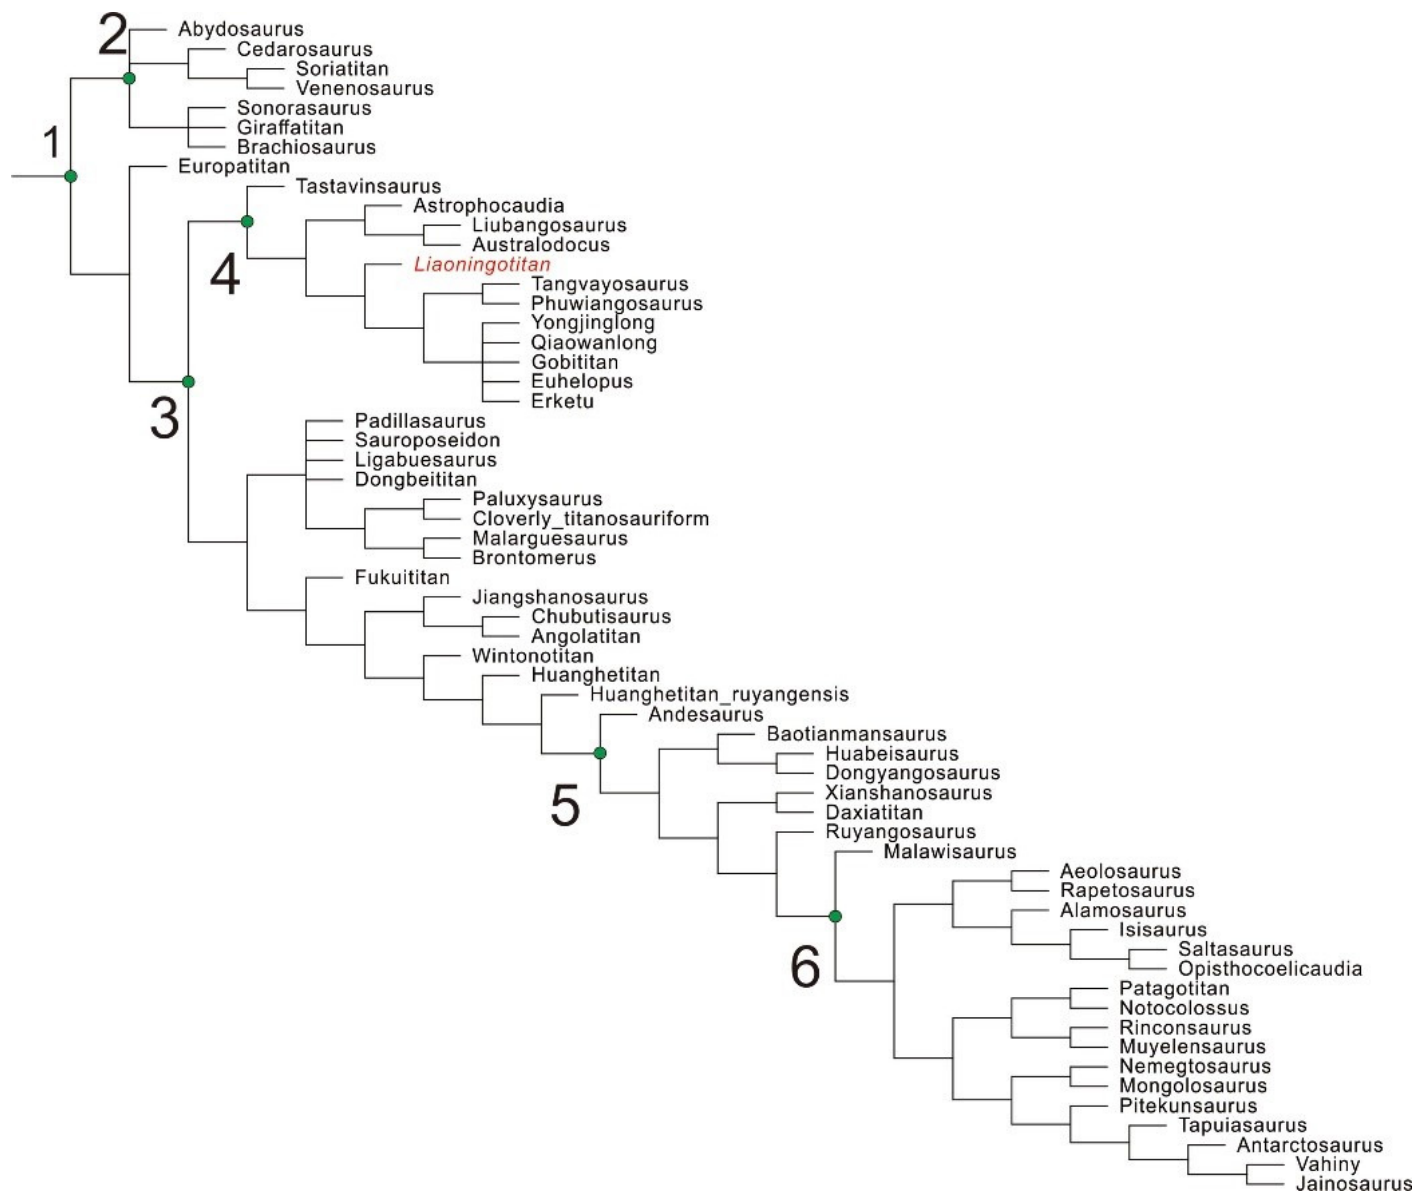 2
Abydosaurus
Cedarosaurus
Soriatitan
Venenosaurus
Sonorasaurus
Giraffatitan
1
Brachiosaurus
Europatitan
Tastavinsaurus
Astrophocaudia
Liubangosaurus
Australodocus
Liaoningotitan
4
Tangvayosaurus
Phuwiangosaurus
Yongjinglong
Qiaowanlong
Gobititan
Euhelopus
Erketu
3
Padillasaurus
Sauroposeidon
Ligabuesaurus
Dongbeititan
Paluxysaurus
Cloverly_titanosauriform
Malarguesaurus
Brontomerus
Fukuititan
Jiangshanosaurus
Chubutisaurus
Angolatitan
Wintonotitan
Huanghetitan
Huanghetitan_ruyangensis
Andesaurus
Baotianmansaurus
Huabeisaurus
Dongyangosaurus
Xianshanosaurus
5
Daxiatitan
Ruyangosaurus
Malawisaurus
Aeolosaurus
Rapetosaurus
Alamosaurus
Isisaurus
Saltasaurus
6
Opisthocoelicaudia
Patagotitan
Notocolossus
Rinconsaurus
Muyelensaurus
Nemegtosaurus
Mongolosaurus
Pitekunsaurus
Tapuiasaurus
Antarctosaurus
Vahiny
Jainosaurus